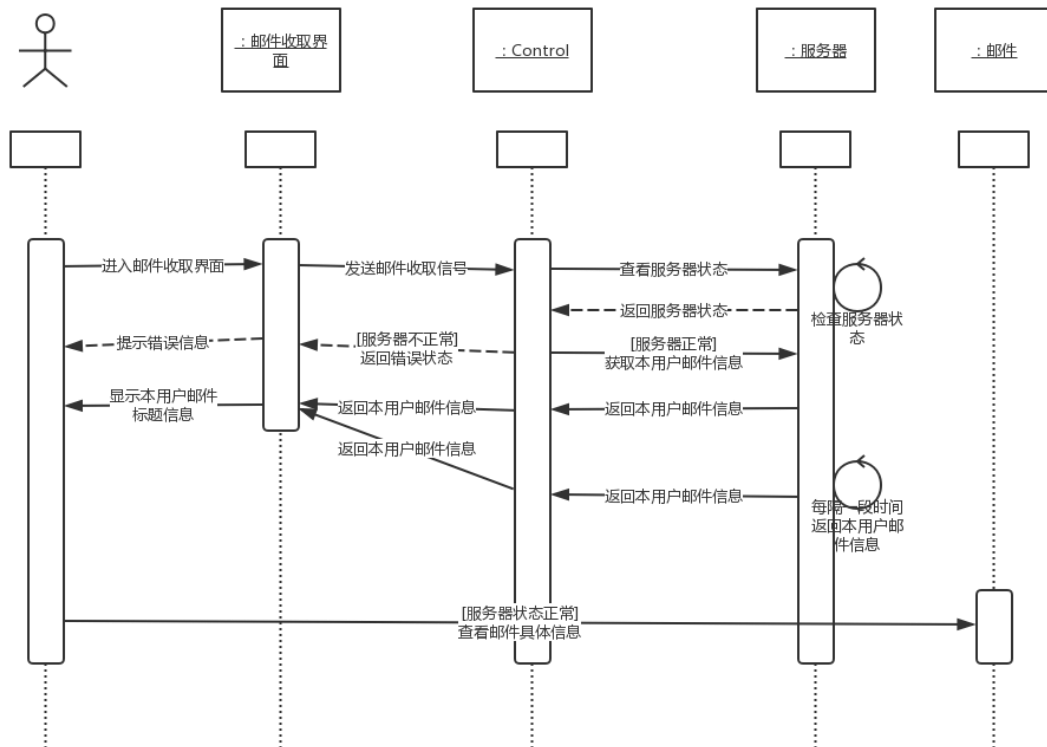 : 邮件收取界
面
: Control
: 服务器
: 邮件
进入邮件收取界面
发送邮件收取信号
查看服务器状态
返回服务器状态
检查服务器状
态
提示错误信息
[服务器不正常]
返回错误状态
[服务器正常]
获取本用户邮件信息
显示本用户邮件
标题信息
返回本用户邮件信息
返回本用户邮件信息
返回本用户邮件信息
返回本用户邮件信息
每隔一段时间
返回本用户邮
件信息
[服务器状态正常]
查看邮件具体信息